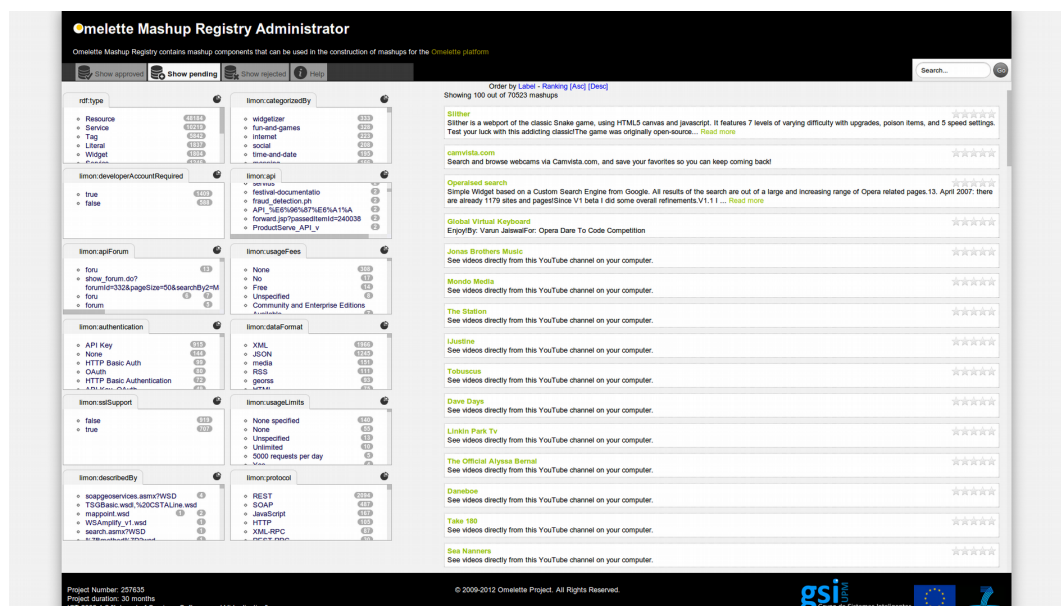 Omelette Mashup Registry Administrator
Omelette Mashup Registry contains mashup components that can be used in the construction of mashups for the Omelette platform
Show approved Show pending Show rejected Help
Search... Go
Order by Label - Ranking [Asc] [Desc]
Showing 100 out of 70523 mashups
rdf:type
Resource
Service
Tag
Literal
Widget
limon:categorizedBy
widgetizer
fun-and-games
internet
social
time-and-date
limon:developerAccountRequired
true
false
limon:api
festival-documentatio
fraud_detection.ph
API_%E6%96%87%E6%A1%A
forward.jsp?passedItemId=240038
ProductServe_API_v
limon:apiForum
foru
show_forum.do?
forumId=332&pageSize=50&searchBy2=M
foru
forum
limon:usageFees
None
No
Free
Unspecified
Community and Enterprise Editions
limon:authentication
API Key
None
HTTP Basic Auth
OAuth
HTTP Basic Authentication
limon:dataFormat
XML
JSON
media
RSS
georss
limon:sslSupport
false
true
limon:usageLimits
None specified
None
Unspecified
Unlimited
5000 requests per day
limon:describedBy
soapgeoservices.asmx?WSD
TSGBasic.wsdl,%20CSTALine.wsd
mappoint.wsd
WSAmplify_v1.wsd
search.asmx?WSD
limon:protocol
REST
SOAP
JavaScript
HTTP
XML-RPC
Slither
Slither is a webport of the classic Snake game, using HTML5 canvas and javascript. It features 7 levels of varying difficulty with upgrades, poison items, and 5 speed settings.
Test your luck with this addicting classic!The game was originally open-source... Read more
camvista.com
Search and browse webcams via Camvista.com, and save your favorites so you can keep coming back!
Operaised search
Simple Widget based on a Custom Search Engine from Google. All results of the search are out of a large and increasing range of Opera related pages.13. April 2007: there
are already 1179 sites and pages!Since V1 beta I did some overall refinements.V1.1 I ... Read more
Global Virtual Keyboard
Enjoy!By: Varun JaiswalFor: Opera Dare To Code Competition
Jonas Brothers Music
See videos directly from this YouTube channel on your computer.
Mondo Media
See videos directly from this YouTube channel on your computer.
The Station
See videos directly from this YouTube channel on your computer.
IJustine
See videos directly from this YouTube channel on your computer.
Tobuscus
See videos directly from this YouTube channel on your computer.
Dave Days
See videos directly from this YouTube channel on your computer.
Linkin Park Tv
See videos directly from this YouTube channel on your computer.
The Official Alyssa Bernal
See videos directly from this YouTube channel on your computer.
Daneboe
See videos directly from this YouTube channel on your computer.
Take 180
See videos directly from this YouTube channel on your computer.
Sea Nanners
See videos directly from this YouTube channel on your computer.
Project Number: 257635
Project duration: 30 months
© 2009-2012 Omelette Project. All Rights Reserved.
gsi UPM